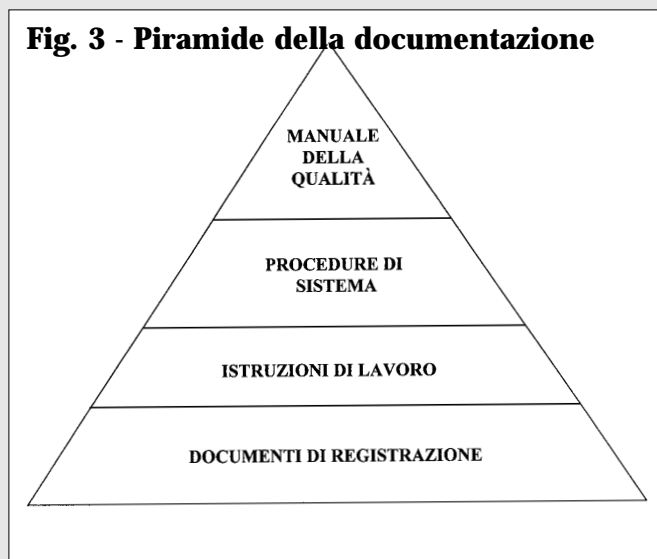 Fig. 3 - Piramide della documentazione
MANUALE
DELLA
QUALITÀ
PROCEDURE DI
SISTEMA
ISTRUZIONI DI LAVORO
DOCUMENTI DI REGISTRAZIONE